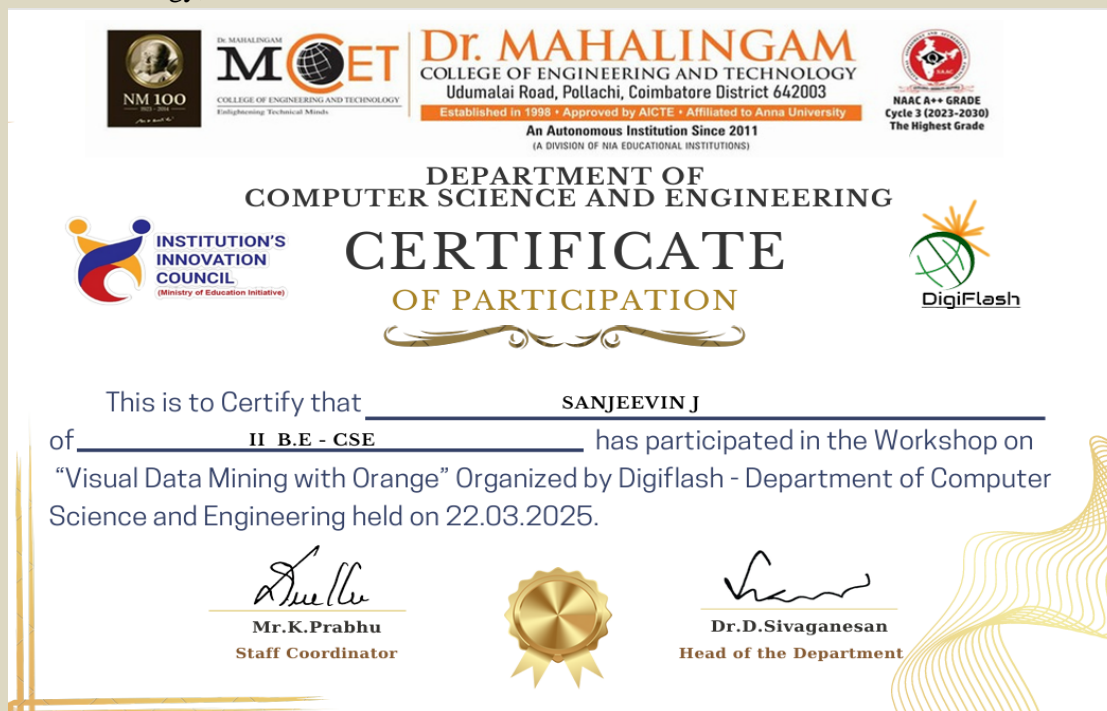 NM 100
1923 - 2014
Dr. MAHALINGAM
MCET
COLLEGE OF ENGINEERING AND TECHNOLOGY
Enlightening Technical Minds
Dr. MAHALINGAM
COLLEGE OF ENGINEERING AND TECHNOLOGY
Udumalai Road, Pollachi, Coimbatore District 642003
Established in 1998 • Approved by AICTE • Affiliated to Anna University
An Autonomous Institution Since 2011
(A DIVISION OF NIA EDUCATIONAL INSTITUTIONS)
NAAC
NAAC A++ GRADE
Cycle 3 (2023-2030)
The Highest Grade
DEPARTMENT OF
COMPUTER SCIENCE AND ENGINEERING
INSTITUTION'S
INNOVATION
COUNCIL
(Ministry of Education Initiative)
CERTIFICATE
OF PARTICIPATION
DigiFlash
This is to Certify that SANJEEVIN J
of II B.E - CSE has participated in the Workshop on
“Visual Data Mining with Orange” Organized by Digiflash - Department of Computer
Science and Engineering held on 22.03.2025.
Mr.K.Prabhu
Staff Coordinator
Dr.D.Sivaganesan
Head of the Department